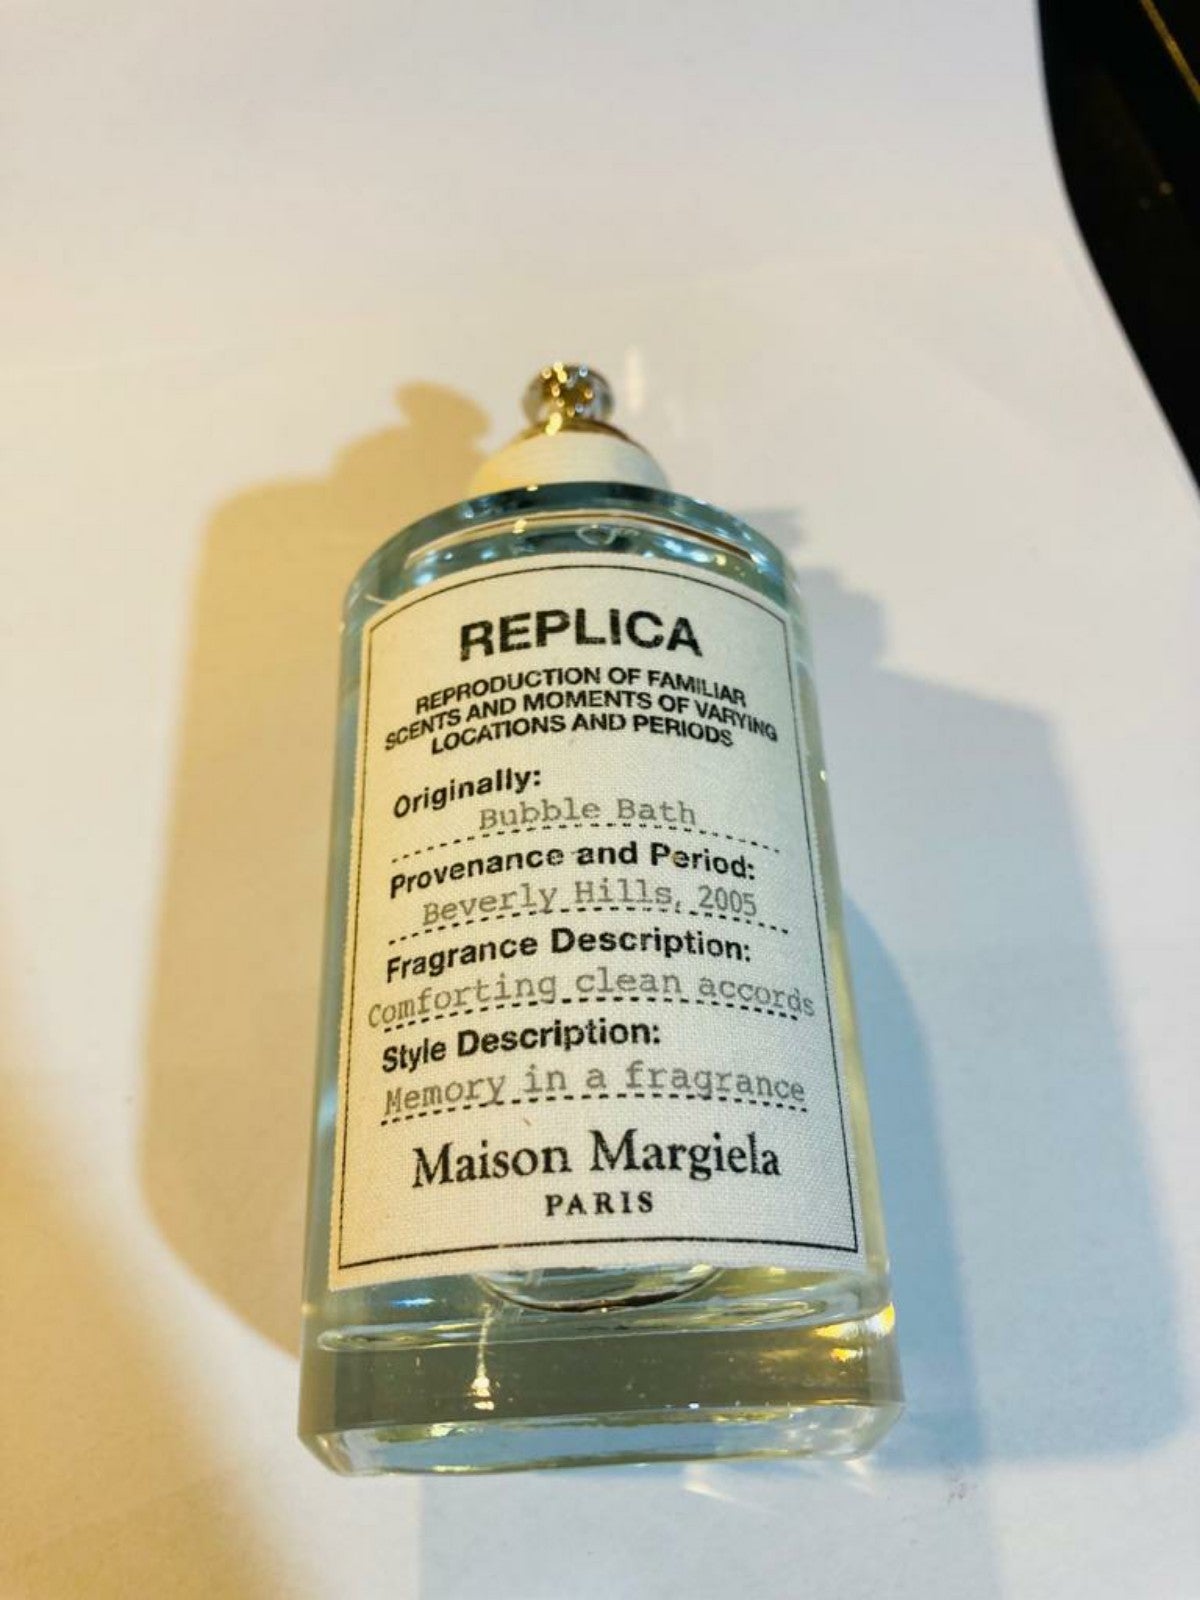 REPLICA
REPRODUCTION OF FAMILIAR
SCENTS AND MOMENTS OF VARYING
LOCATIONS AND PERIODS
Originally:
Bubble Bath
Provenance and Period:
Beverly Hills, 2005
Fragrance Description:
Comforting clean accords
Style Description:
Memory in a fragrance
Maison Margiela
PARIS